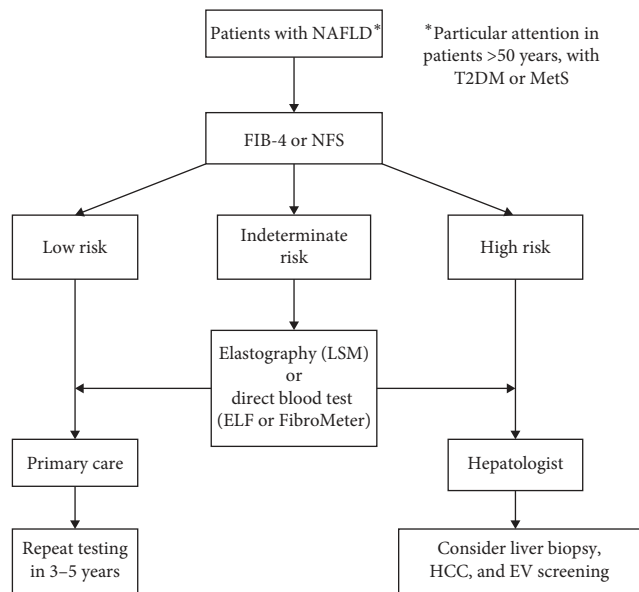 Patients with NAFLD*
*Particular attention in
patients >50 years, with
T2DM or MetS
FIB-4 or NFS
Low risk
Indeterminate
risk
High risk
Elastography (LSM)
or
direct blood test
(ELF or FibroMeter)
Primary care
Hepatologist
Repeat testing
in 3–5 years
Consider liver biopsy,
HCC, and EV screening